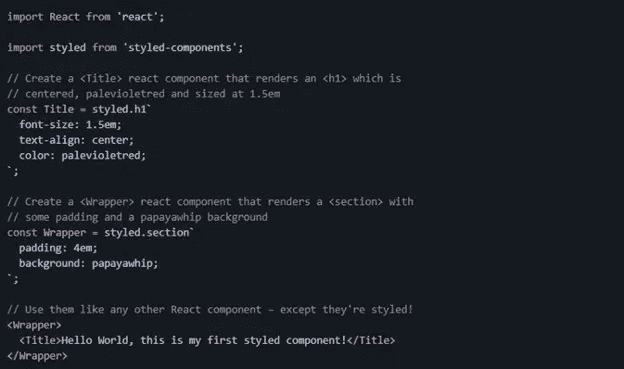 import React from 'react';
import styled from 'styled-components';
// Create a <Title> react component that renders an <h1> which is
// centered, palevioletred and sized at 1.5em
const Title = styled.h1`
font-size: 1.5em;
text-align: center;
color: palevioletred;
`;
// Create a <Wrapper> react component that renders a <section> with
// some padding and a papayawhip background
const Wrapper = styled.section`
padding: 4em;
background: papayawhip;
`;
// Use them like any other React component – except they're styled!
<Wrapper>
<Title>Hello World, this is my first styled component!</Title>
</Wrapper>